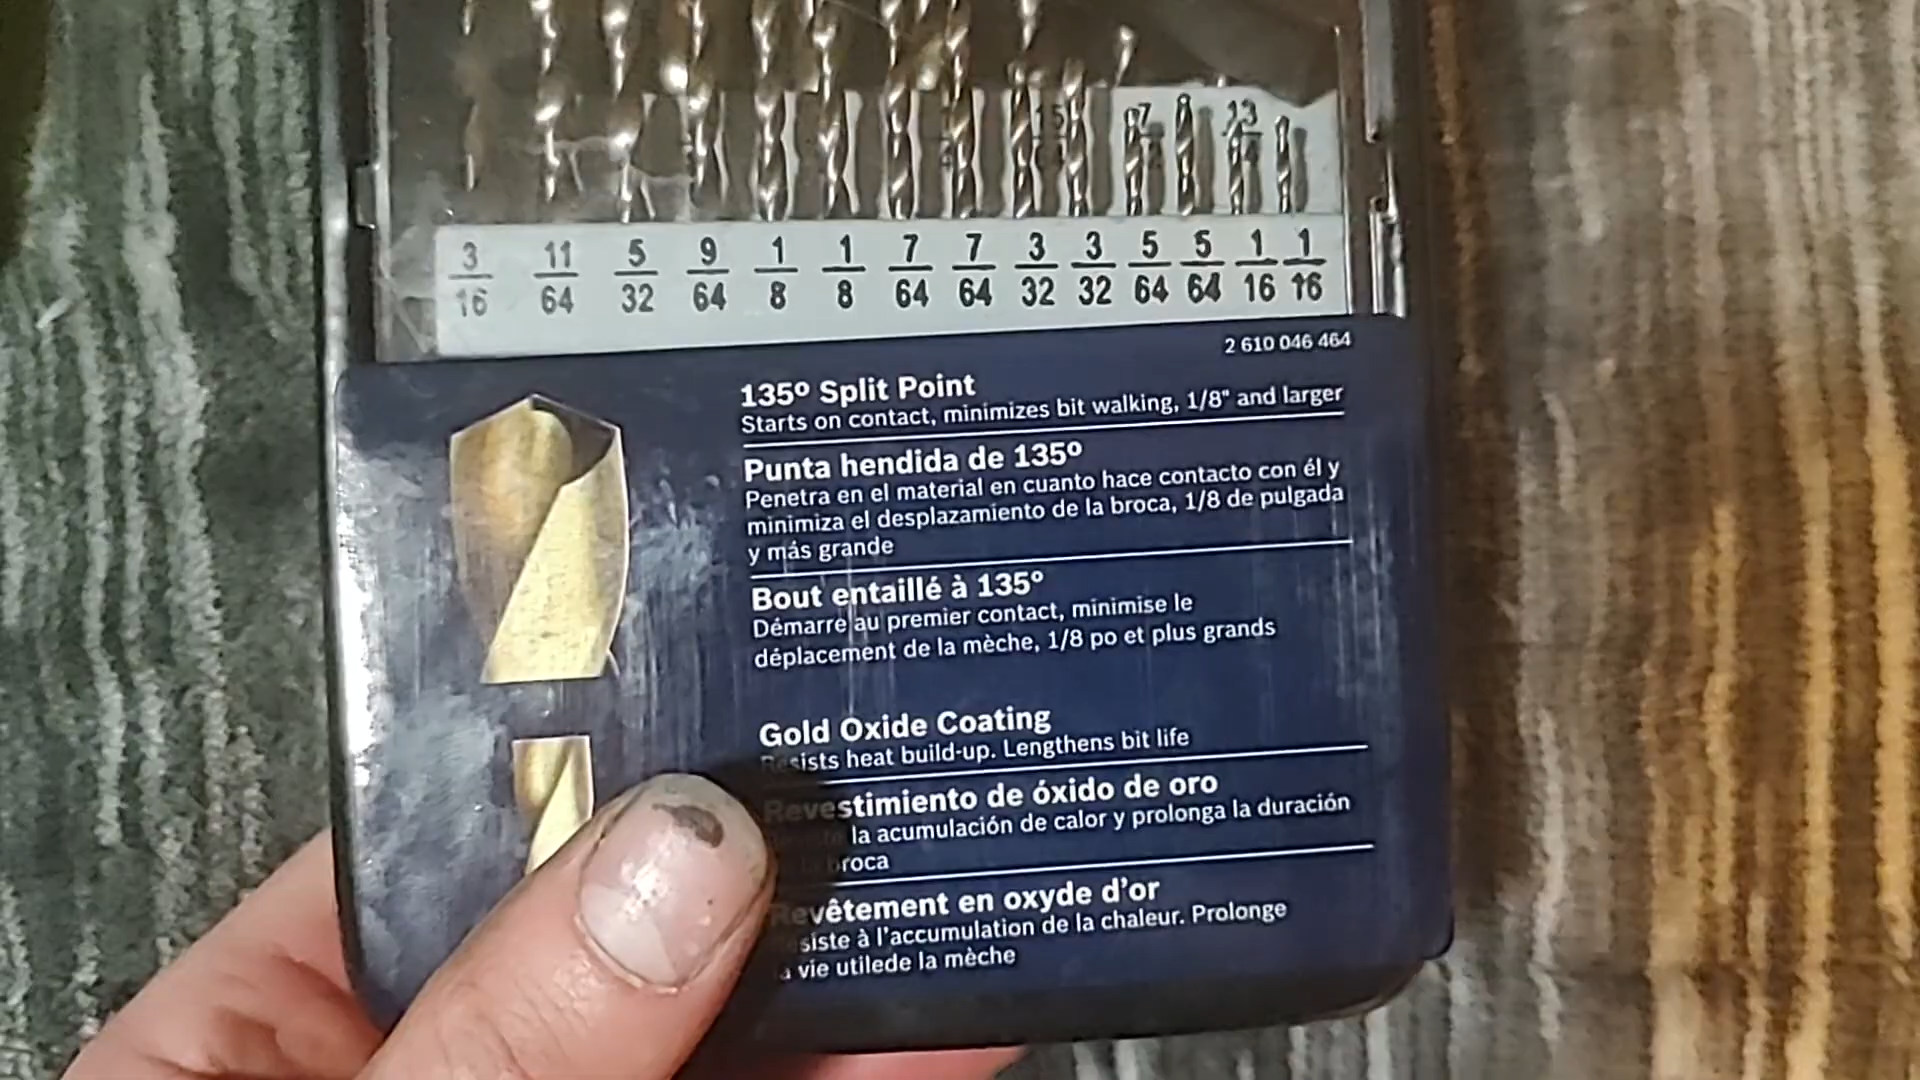 3 11 5 9 1 1 7 7 3 3 5 5 1 1
16 64 32 64 8 8 64 64 32 32 64 64 16 16
2 610 046 464
135º Split Point
Starts on contact, minimizes bit walking, 1/8" and larger
Punta hendida de 135º
Penetra en el material en cuanto hace contacto con él y
minimiza el desplazamiento de la broca, 1/8 de pulgada
y más grande
Bout entaillé à 135º
Démarre au premier contact, minimise le
déplacement de la mèche, 1/8 po et plus grands
Gold Oxide Coating
Resists heat build-up. Lengthens bit life
Revestimiento de óxido de oro
la acumulación de calor y prolonga la duración
broca
Revêtement en oxyde d'or
siste à l'accumulation de la chaleur. Prolonge
vie utilede la mèche